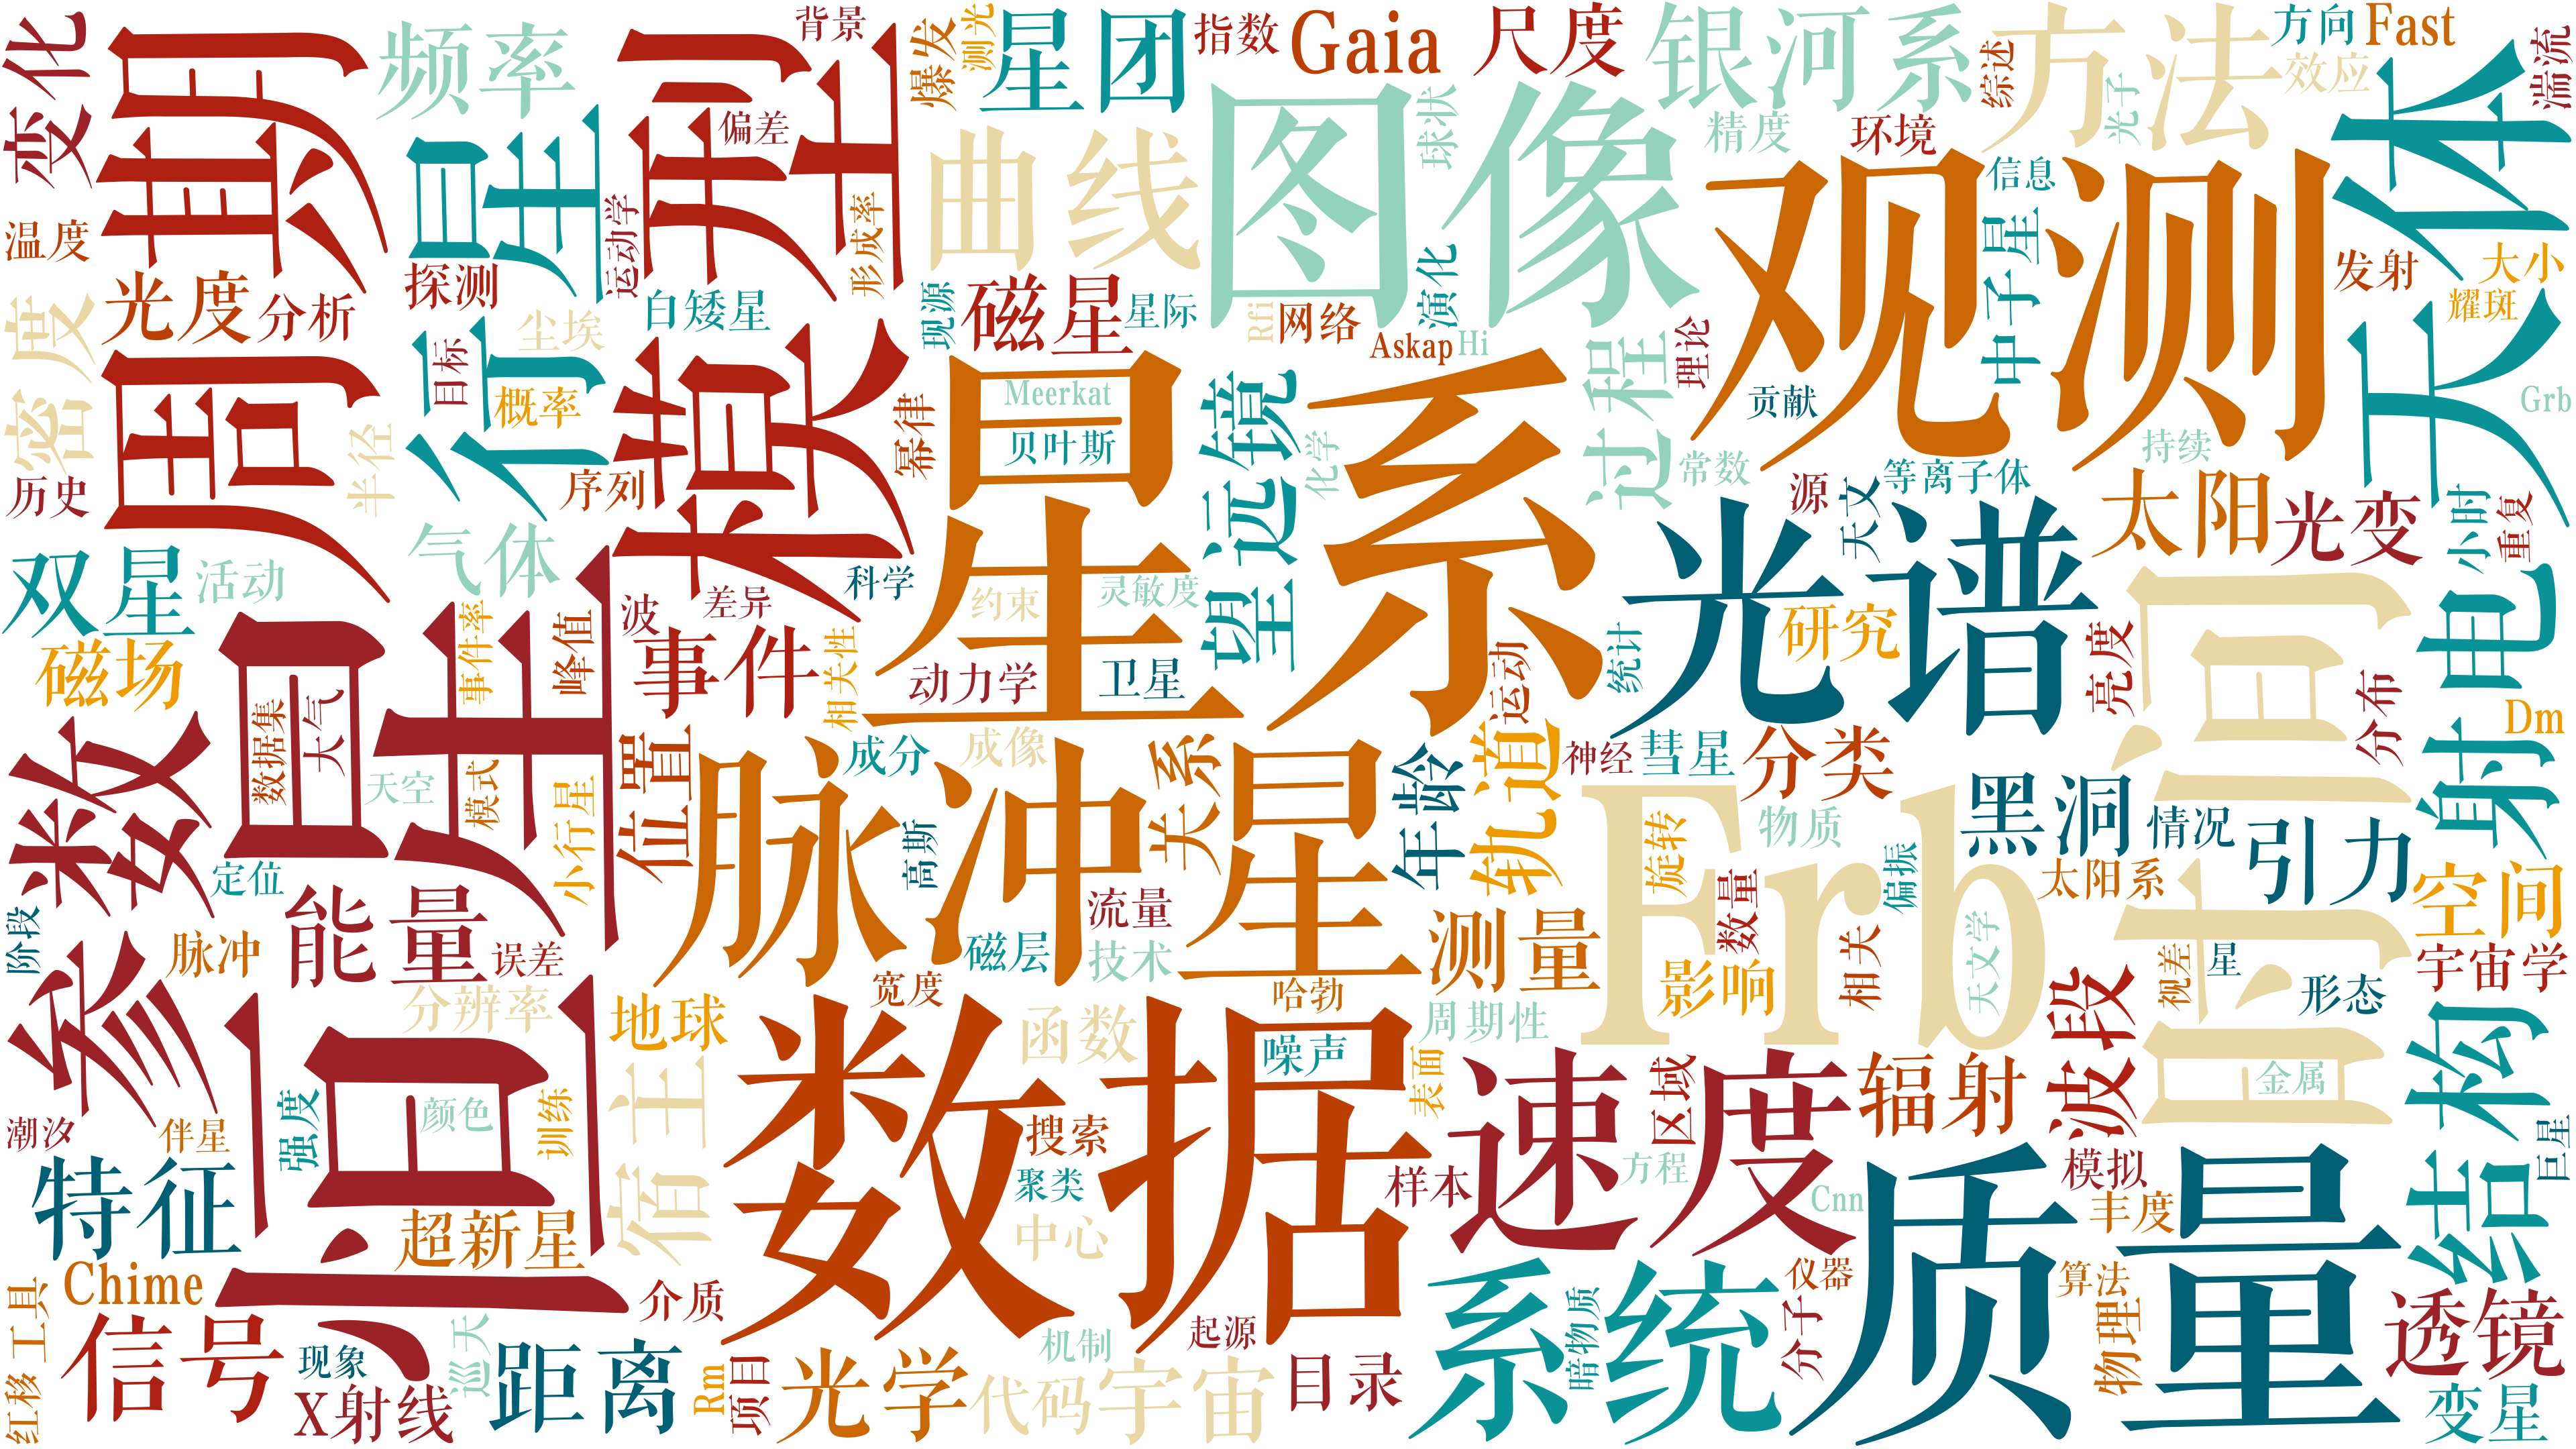 变化
周期
频率
行星
模型
背景
偏差
爆发
测光
星团
指数
Gaia
尺度
银河系
综述
方法
方向
Fast
效应
湍流
光子
天体
温度
光度
分析
探测
运动学
形成率
曲线
图像
球状
精度
环境
观测
信息
中子星
发射
大小
耀斑
密度
尘埃
目标
概率
白矮星
现源
磁星
星际
Rfi
网络
演化
Askap
Hi
过程
理论
贡献
Grb
历史
半径
序列
幂律
星系
Meerkat
贝叶斯
望远镜
化学
常数
源
天文
等离子体
持续
太阳
光变
小时
重复
双星
活动
气体
恒星
波
差异
科学
约束
灵敏度
光谱
研究
时间
射电
磁场
数据集
大气
事件率
峰值
事件
相关性
动力学
卫星
统计
运动
亮度
分布
Dm
参数
天空
模式
小行星
位置
脉冲星
成分
成像
关系
年龄
轨道
神经
彗星
分类
Frb
物质
黑洞
情况
引力
定位
高斯
旋转
偏振
太阳系
空间
阶段
脉冲
能量
误差
宽度
磁层
流量
技术
测量
影响
数量
相关
天文学
视差
星
形态
宇宙学
分辨率
地球
数据
函数
哈勃
噪声
周期性
表面
速度
区域
辐射
波段
金属
结构
潮汐
伴星
强度
颜色
训练
宿主
搜索
聚类
中心
样本
方程
Cnn
质量
模拟
丰度
巨星
特征
超新星
Chime
工具
红移
信号
现象
X射线
巡天
距离
介质
Rm
项目
光学
机制
代码
宇宙
起源
目录
系统
暗物质
仪器
分子
算法
物理
透镜
变星